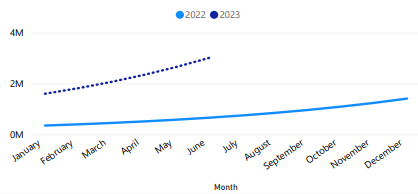 2022 2023
4M
2M
0M
January February March April May June July August September October November December
Month